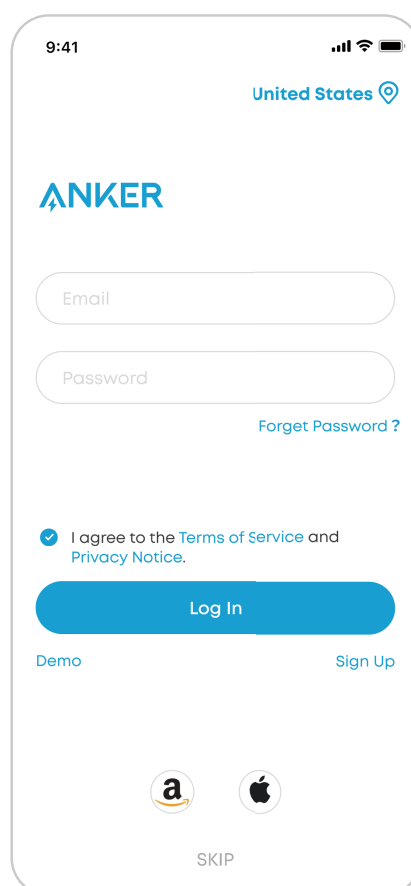 9:41
United States
ANKER
Email
Password
Forget Password ?
I agree to the Terms of Service and
Privacy Notice.
Log In
Demo
Sign Up
a
SKIP